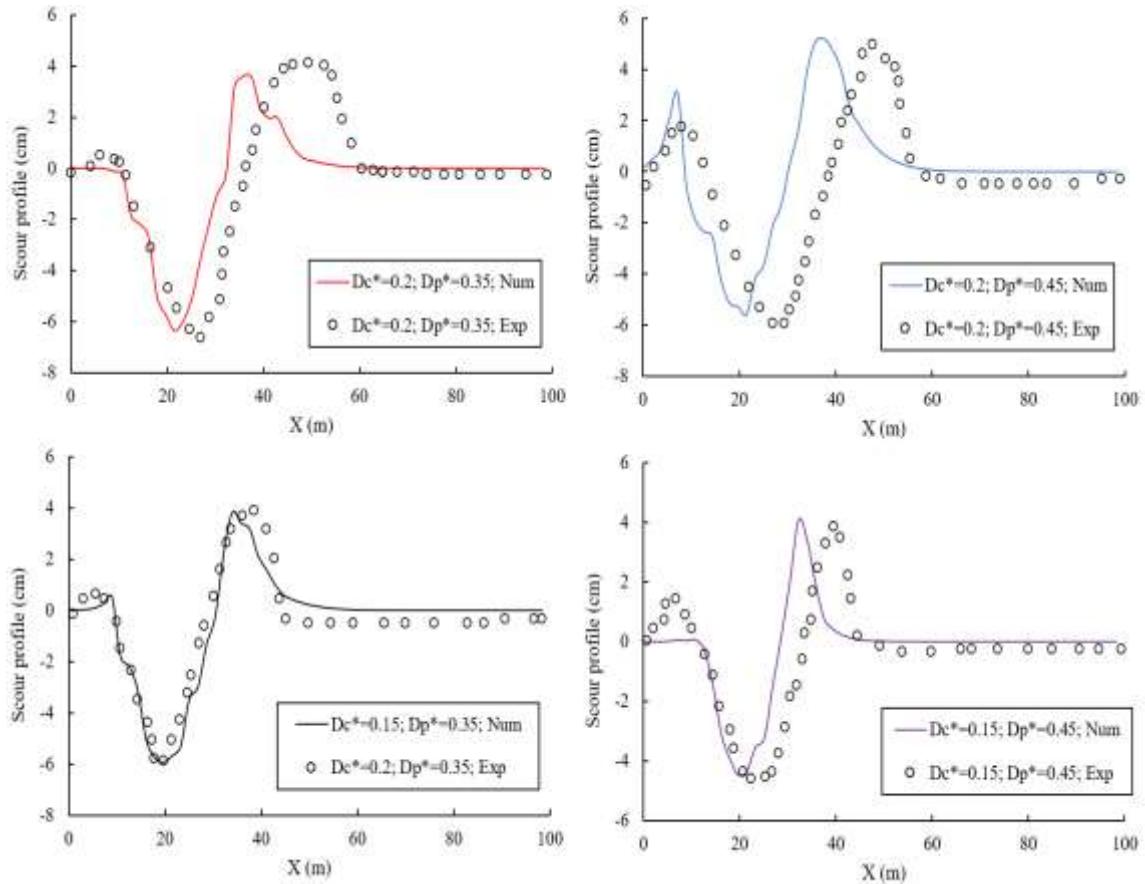 6
4
2
0
-2
-4
-6
-8
Scour profile (cm)
Dc*=0.2; Dp*=0.35; Num
Dc*=0.2; Dp*=0.35; Exp
0 20 40 60 80 100
X (m)
6
4
2
0
-2
-4
-6
-8
Scour profile (cm)
Dc*=0.2; Dp*=0.45; Num
Dc*=0.2; Dp*=0.45; Exp
0 20 40 60 80 100
X (m)
6
4
2
0
-2
-4
-6
-8
Scour profile (cm)
Dc*=0.15; Dp*=0.35; Num
Dc*=0.2; Dp*=0.35; Exp
0 20 40 60 80 100
X (m)
6
4
2
0
-2
-4
-6
Scour profile (cm)
Dc*=0.15; Dp*=0.45; Num
Dc*=0.15; Dp*=0.45; Exp
0 20 40 60 80 100
X (m)